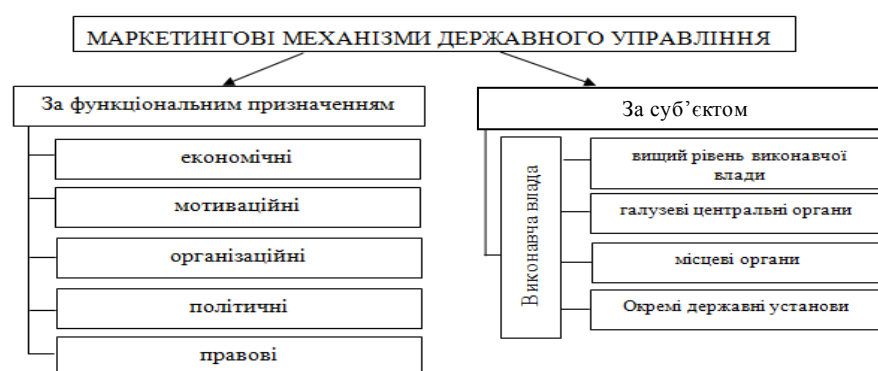 МАРКЕТИНГОВІ МЕХАНІЗМИ ДЕРЖАВНОГО УПРАВЛІННЯ
За функціональним призначенням
економічні
мотиваційні
організаційні
політичні
правові
За суб’єктом
Виконавча влада
вищий рівень виконавчої
влади
галузеві центральні органи
місцеві органи
Окремі державні установи